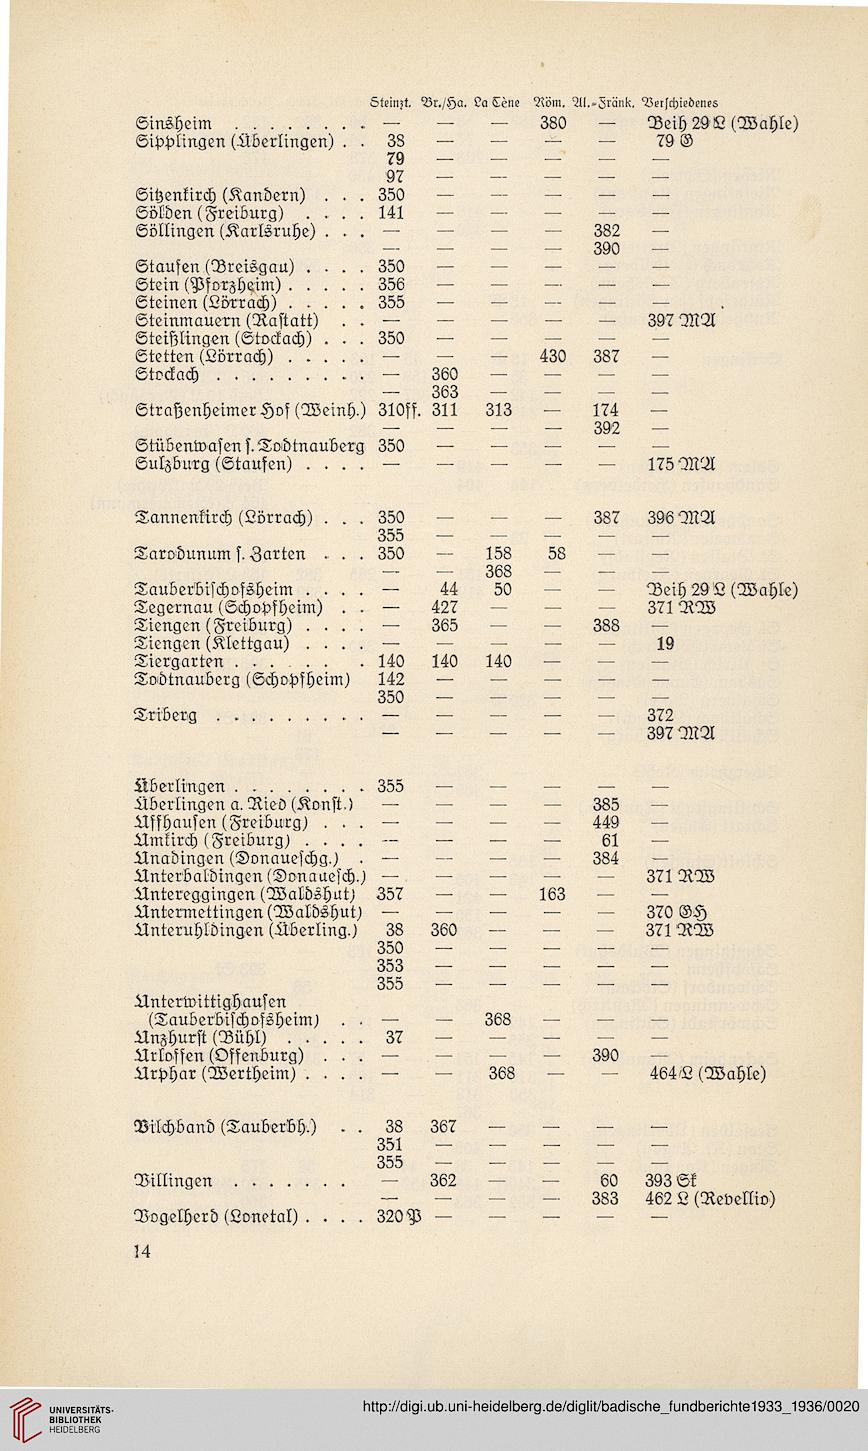 Steinzt. Br./Ha. La Tène Röm. Al.-Fränk. Verschiedenes
Sinsheim . . . . . . . . — — — 380 — Beih 29 L (Wahle)
Sipplingen (Überlingen) . . 38 — — — — 79 G
79 — — — — —
97 — — — — —
Sitzenkirch (Kandern) . . . 350 — — — — —
Sölden (Freiburg) . . . . 141 — — — — —
Söllingen (Karlsruhe) . . . — — — — 382 —
— — — — 390 —
Staufen (Breisgau) . . . . 350 — — — — —
Stein (Pforzheim) . . . . . 356 — — — — —
Steinen (Lörrach) . . . . . 355 — — — — —
Steinmauern (Rastatt) . . — — — — — 397 MA
Steißlingen (Stockach) . . . 350 — — — — —
Stetten (Lörrach) . . . . . — — — 430 387 —
Stockach . . . . . . . . . — 360 — — — —
— 363 — — — —
Straßenheimer Hof (Weinh.) 310ff. 311 313 — 174 —
— — — — 392 —
Stübenwasen s. Todtnauberg 350 — — — — —
Sulzburg (Staufen) . . . . — — — — — 175 MA
Tannenkirch (Lörrach) . . . 350 — — — 387 396 MA
355 — — — — —
Tarodunum s. Zarten . . . 350 — 158 58 — —
— — 368 — — —
Tauberbischofsheim . . . . — 44 50 — — Beih 29 L (Wahle)
Tegernau (Schopfheim) . . — 427 — — — 371 RW
Tiengen (Freiburg) . . . . — 365 — — 388 —
Tiengen (Klettgau) . . . . — — — — — 19
Tiergarten . . . . . . . 140 140 140 — — —
Todtnauberg (Schopfheim) 142 — — — — —
350 — — — — —
Triberg . . . . . . . . . — — — — — 372
— — — — — 397 MA
Überlingen . . . . . . . . 355 — — — — —
Überlingen a. Ried (Konst.) — — — — 385 —
Uffhausen (Freiburg) . . . — — — — 449 —
Umkirch (Freiburg) . . . . — — — — 61 —
Unadingen (Donaueschg.) . — — — — 384 —
Unterbaldingen (Donauesch.) — — — — — 371 RW
Untereggingen (Waldshut) 357 — — 163 — —
Untermettingen (Waldshut) — — — — — 370 GH
Unteruhldingen (Überling.) 38 360 — — — 371 RW
350 — — — — —
353 — — — — —
355 — — — — —
Unterwittighausen
(Tauberbischofsheim) . . — — 368 — — —
Unzhurst (Bühl) . . . . . 37 — — — — —
Urloffen (Offenburg) . . . — — — — 390 —
Urphar (Wertheim) . . . . — — 368 — — 464 L (Wahle)
Vilchband (Tauberbh.) . . 38 367 — — — —
351 — — — — —
355 — — — — —
Villingen . . . . . . . — 362 — — 60 393 Sk
— — — — 383 462 L (Revellio)
Vogelherd (Lonetal) . . . . 320 P — — — — —
14
UNIVERSITÄTS-
BIBLIOTHEK
HEIDELBERG
http://digi.ub.uni-heidelberg.de/diglit/badische_fundberichte1933_1936/0020